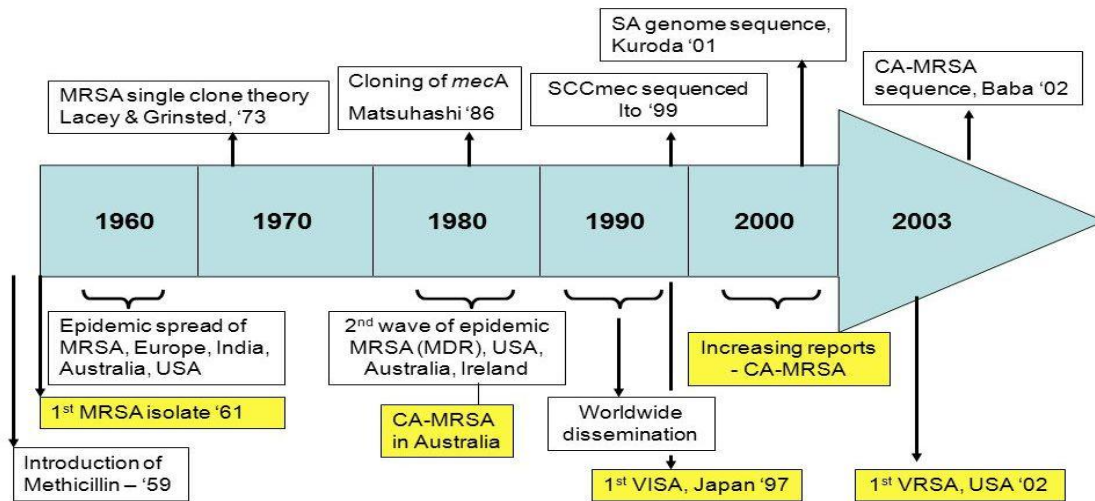 SA genome sequence,
Kuroda ‘01
MRSA single clone theory
Lacey & Grinsted, ‘73
Cloning of mecA
Matsuhashi ‘86
SCCmec sequenced
Ito ‘99
CA-MRSA
sequence, Baba ‘02
1960
1970
1980
1990
2000
2003
Epidemic spread of
MRSA, Europe, India,
Australia, USA
2nd wave of epidemic
MRSA (MDR), USA,
Australia, Ireland
Increasing reports
- CA-MRSA
1st MRSA isolate ‘61
CA-MRSA
in Australia
Worldwide
dissemination
Introduction of
Methicillin – ‘59
1st VISA, Japan ‘97
1st VRSA, USA ‘02